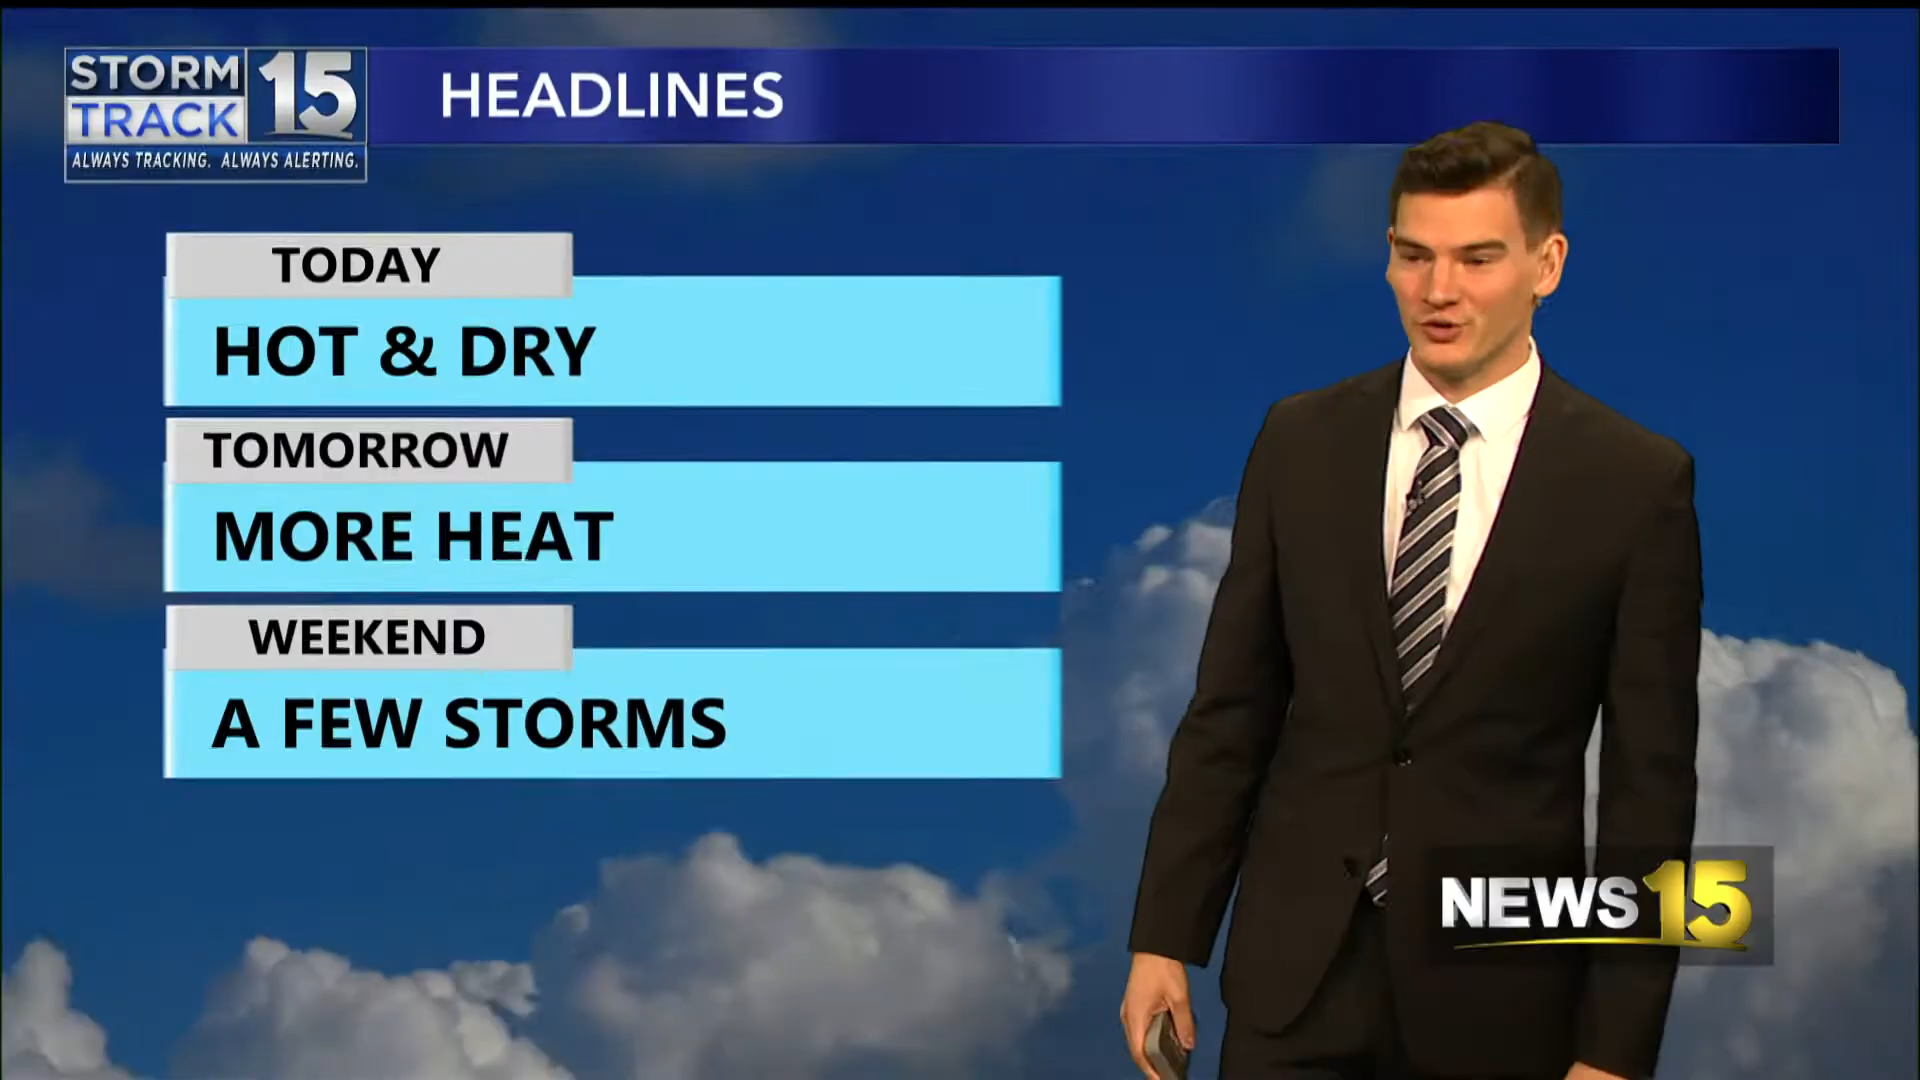 STORM
TRACK
15
ALWAYS TRACKING. ALWAYS ALERTING.
HEADLINES
TODAY
HOT & DRY
TOMORROW
MORE HEAT
WEEKEND
A FEW STORMS
NEWS 15